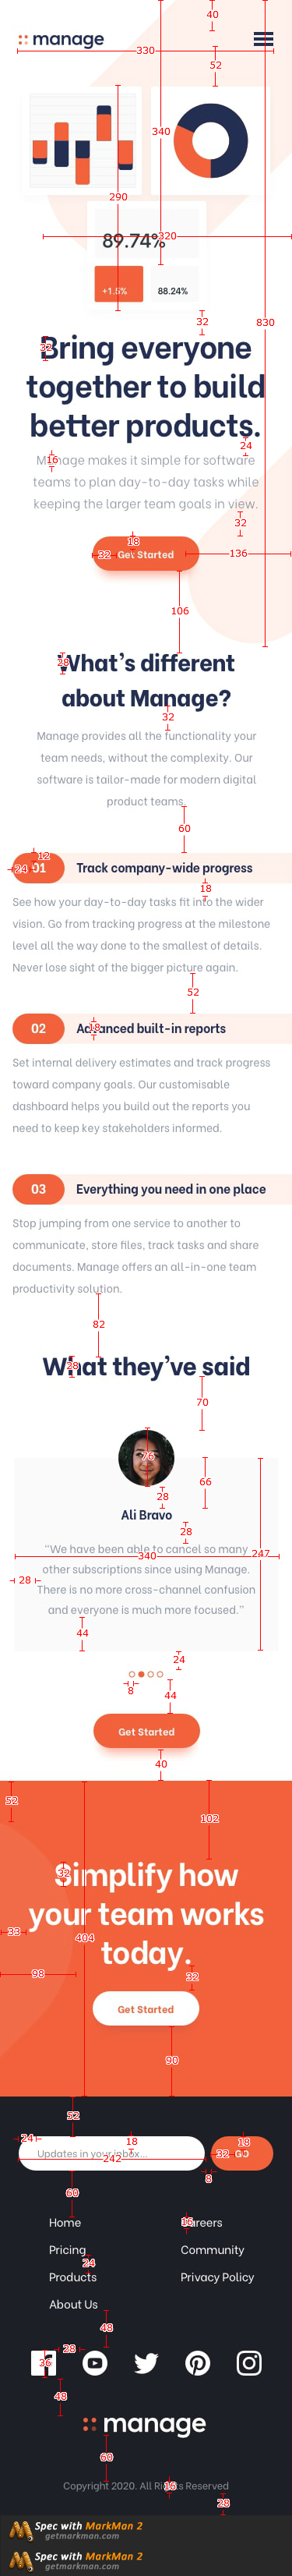 40
manage
330
52
340
290
89.74%
320
+1.5%
88.24%
32
830
Bring everyone
32
together to build
better products.
24
Manage makes it simple for software
16
teams to plan day-to-day tasks while
keeping the larger team goals in view.
32
18
32
Get Started
136
106
What's different
28
about Manage?
32
Manage provides all the functionality your
team needs, without the complexity. Our
software is tailor-made for modern digital
product teams.
60
12
24
01
Track company-wide progress
18
See how your day-to-day tasks fit into the wider
vision. Go from tracking progress at the milestone
level all the way done to the smallest of details.
Never lose sight of the bigger picture again.
52
02
Advanced built-in reports
18
Set internal delivery estimates and track progress
toward company goals. Our customisable
dashboard helps you build out the reports you
need to keep key stakeholders informed.
03
Everything you need in one place
Stop jumping from one service to another to
communicate, store files, track tasks and share
documents. Manage offers an all-in-one team
productivity solution.
82
What they've said
28
70
76
66
28
Ali Bravo
28
"We have been able to cancel so many
340
247
other subscriptions since using Manage.
28
There is no more cross-channel confusion
and everyone is much more focused."
44
24
8
44
Get Started
40
52
102
Simplify how
32
your team works
33
404
today.
98
32
Get Started
90
52
24
18
18
Updates in your inbox...
32
GO
242
8
60
Home
Careers
16
Pricing
Community
24
Products
Privacy Policy
About Us
48
28
36
48
manage
60
Copyright 2020. All Rights Reserved
16
28
Spec with MarkMan 2
getmarkman.com
Spec with MarkMan 2
getmarkman.com